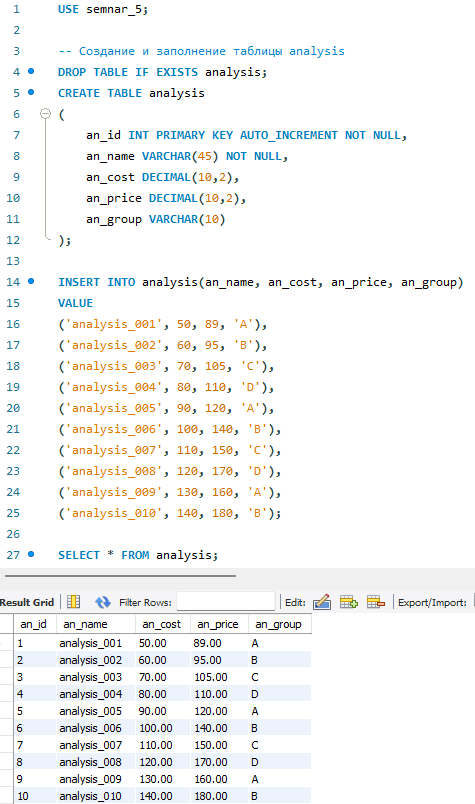 1 USE semnar_5;
2
3 -- Создание и заполнение таблицы analysis
4 DROP TABLE IF EXISTS analysis;
5 CREATE TABLE analysis
6 (
7 an_id INT PRIMARY KEY AUTO_INCREMENT NOT NULL,
8 an_name VARCHAR(45) NOT NULL,
9 an_cost DECIMAL(10,2),
10 an_price DECIMAL(10,2),
11 an_group VARCHAR(10)
12 );
13
14 INSERT INTO analysis(an_name, an_cost, an_price, an_group)
15 VALUE
16 ('analysis_001', 50, 89, 'A'),
17 ('analysis_002', 60, 95, 'B'),
18 ('analysis_003', 70, 105, 'C'),
19 ('analysis_004', 80, 110, 'D'),
20 ('analysis_005', 90, 120, 'A'),
21 ('analysis_006', 100, 140, 'B'),
22 ('analysis_007', 110, 150, 'C'),
23 ('analysis_008', 120, 170, 'D'),
24 ('analysis_009', 130, 160, 'A'),
25 ('analysis_010', 140, 180, 'B');
26
27 SELECT * FROM analysis;
Result Grid Filter Rows: Edit: Export/Import:
an_id an_name an_cost an_price an_group
1 analysis_001 50.00 89.00 A
2 analysis_002 60.00 95.00 B
3 analysis_003 70.00 105.00 C
4 analysis_004 80.00 110.00 D
5 analysis_005 90.00 120.00 A
6 analysis_006 100.00 140.00 B
7 analysis_007 110.00 150.00 C
8 analysis_008 120.00 170.00 D
9 analysis_009 130.00 160.00 A
10 analysis_010 140.00 180.00 B